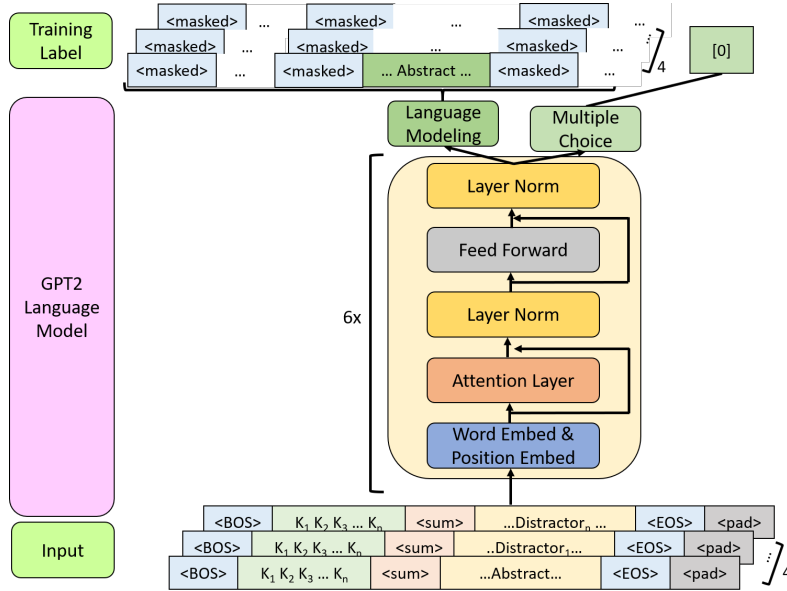 Training
Label
<masked> ... <masked> ... <masked> ...
<masked> ... <masked> ... <masked> ...
<masked> ... <masked> ... Abstract ... <masked> ...
... 4
[0]
Language
Modeling
Multiple
Choice
GPT2
Language
Model
6x
Layer Norm
Feed Forward
Layer Norm
Attention Layer
Word Embed &
Position Embed
Input
<BOS> K₁ K₂ K₃ ... Kₙ <sum> ...Distractorₙ ... <EOS> <pad>
<BOS> K₁ K₂ K₃ ... Kₙ <sum> ..Distractor₁... <EOS> <pad>
<BOS> K₁ K₂ K₃ ... Kₙ <sum> ...Abstract... <EOS> <pad>
... 4